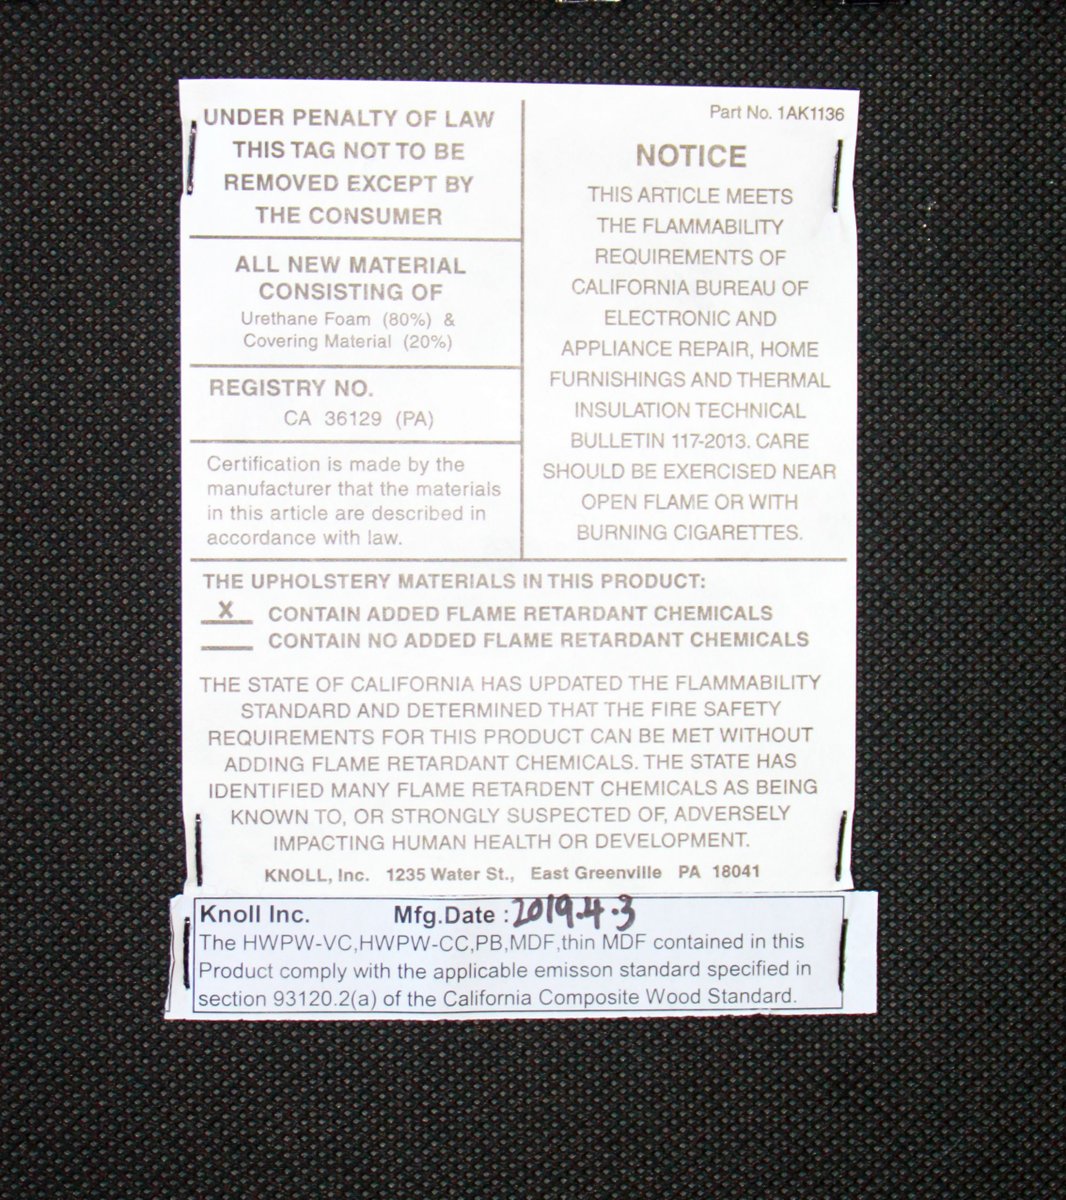 UNDER PENALTY OF LAW
THIS TAG NOT TO BE
REMOVED EXCEPT BY
THE CONSUMER
ALL NEW MATERIAL
CONSISTING OF
Urethane Foam (80%) &
Covering Material (20%)
REGISTRY NO.
CA 36129 (PA)
Certification is made by the
manufacturer that the materials
in this article are described in
accordance with law.
Part No. 1AK1136
NOTICE
THIS ARTICLE MEETS
THE FLAMMABILITY
REQUIREMENTS OF
CALIFORNIA BUREAU OF
ELECTRONIC AND
APPLIANCE REPAIR, HOME
FURNISHINGS AND THERMAL
INSULATION TECHNICAL
BULLETIN 117-2013. CARE
SHOULD BE EXERCISED NEAR
OPEN FLAME OR WITH
BURNING CIGARETTES.
THE UPHOLSTERY MATERIALS IN THIS PRODUCT:
X CONTAIN ADDED FLAME RETARDANT CHEMICALS
CONTAIN NO ADDED FLAME RETARDANT CHEMICALS
THE STATE OF CALIFORNIA HAS UPDATED THE FLAMMABILITY
STANDARD AND DETERMINED THAT THE FIRE SAFETY
REQUIREMENTS FOR THIS PRODUCT CAN BE MET WITHOUT
ADDING FLAME RETARDANT CHEMICALS. THE STATE HAS
IDENTIFIED MANY FLAME RETARDENT CHEMICALS AS BEING
KNOWN TO, OR STRONGLY SUSPECTED OF, ADVERSELY
IMPACTING HUMAN HEALTH OR DEVELOPMENT.
KNOLL, Inc. 1235 Water St., East Greenville PA 18041
Knoll Inc. Mfg.Date : 2019.4.3
The HWPW-VC,HWPW-CC,PB,MDF,thin MDF contained in this
Product comply with the applicable emisson standard specified in
section 93120.2(a) of the California Composite Wood Standard.